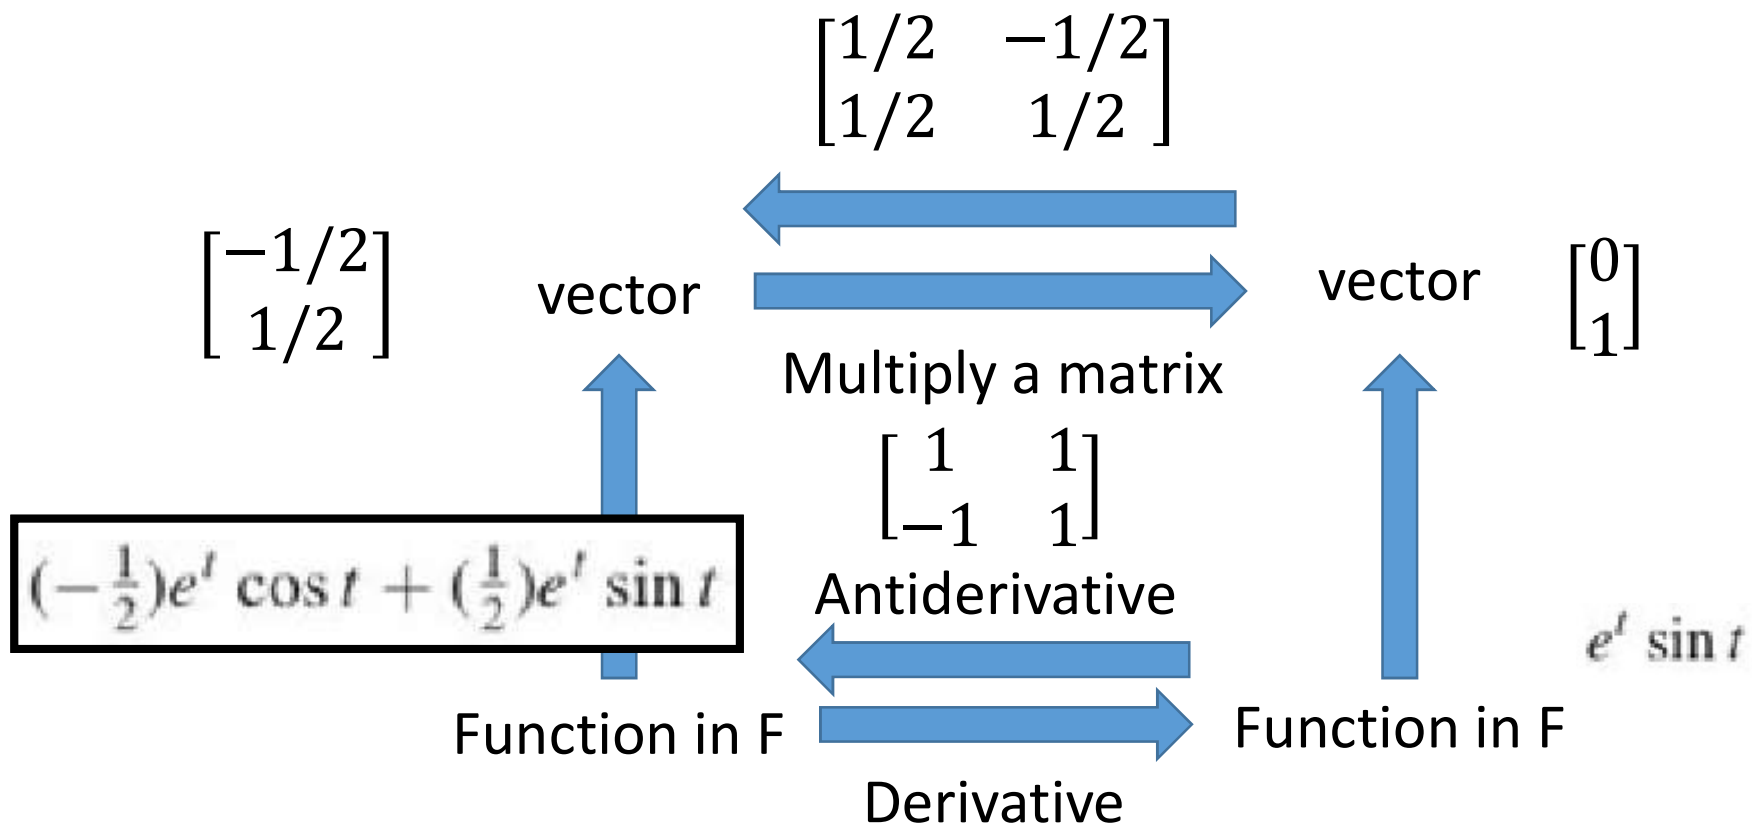 [1/2 −1/2
1/2 1/2]
[−1/2
1/2]
vector
vector
[0
1]
Multiply a matrix
[1 1
−1 1]
(−1/2)e^t cos t + (1/2)e^t sin t
Antiderivative
e^t sin t
Function in F
Function in F
Derivative